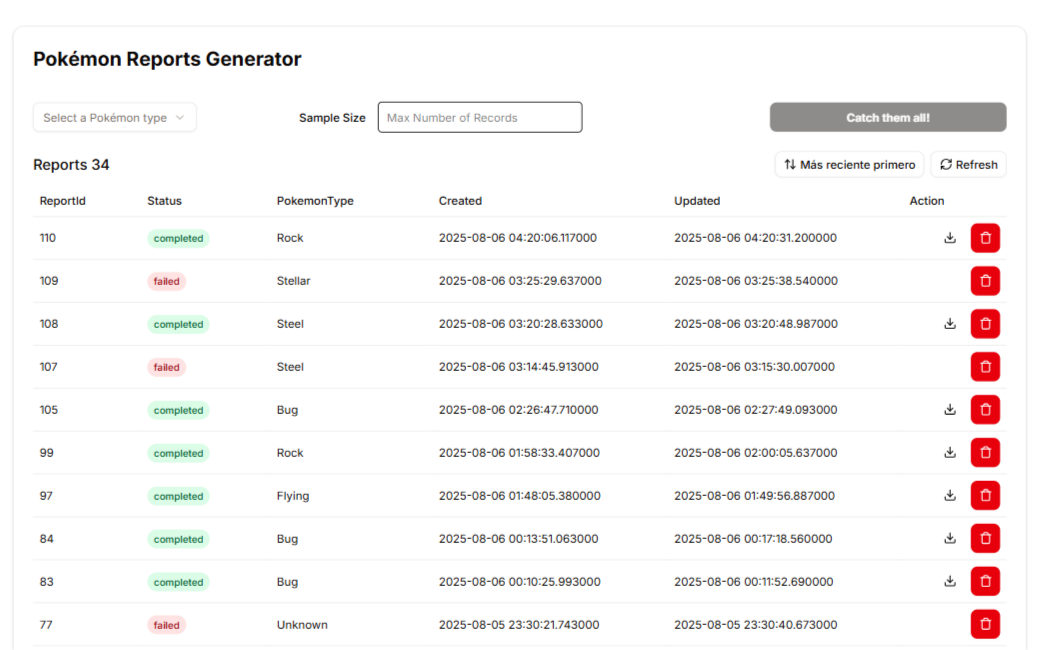 Pokémon Reports Generator
Select a Pokémon type Sample Size Max Number of Records Catch them all!
Reports 34 Más reciente primero Refresh
ReportId Status PokemonType Created Updated Action
110 completed Rock 2025-08-06 04:20:06.117000 2025-08-06 04:20:31.200000
109 failed Stellar 2025-08-06 03:25:29.637000 2025-08-06 03:25:38.540000
108 completed Steel 2025-08-06 03:20:28.633000 2025-08-06 03:20:48.987000
107 failed Steel 2025-08-06 03:14:45.913000 2025-08-06 03:15:30.007000
105 completed Bug 2025-08-06 02:26:47.710000 2025-08-06 02:27:49.093000
99 completed Rock 2025-08-06 01:58:33.407000 2025-08-06 02:00:05.637000
97 completed Flying 2025-08-06 01:48:05.380000 2025-08-06 01:49:56.887000
84 completed Bug 2025-08-06 00:13:51.063000 2025-08-06 00:17:18.560000
83 completed Bug 2025-08-06 00:10:25.993000 2025-08-06 00:11:52.690000
77 failed Unknown 2025-08-05 23:30:21.743000 2025-08-05 23:30:40.673000